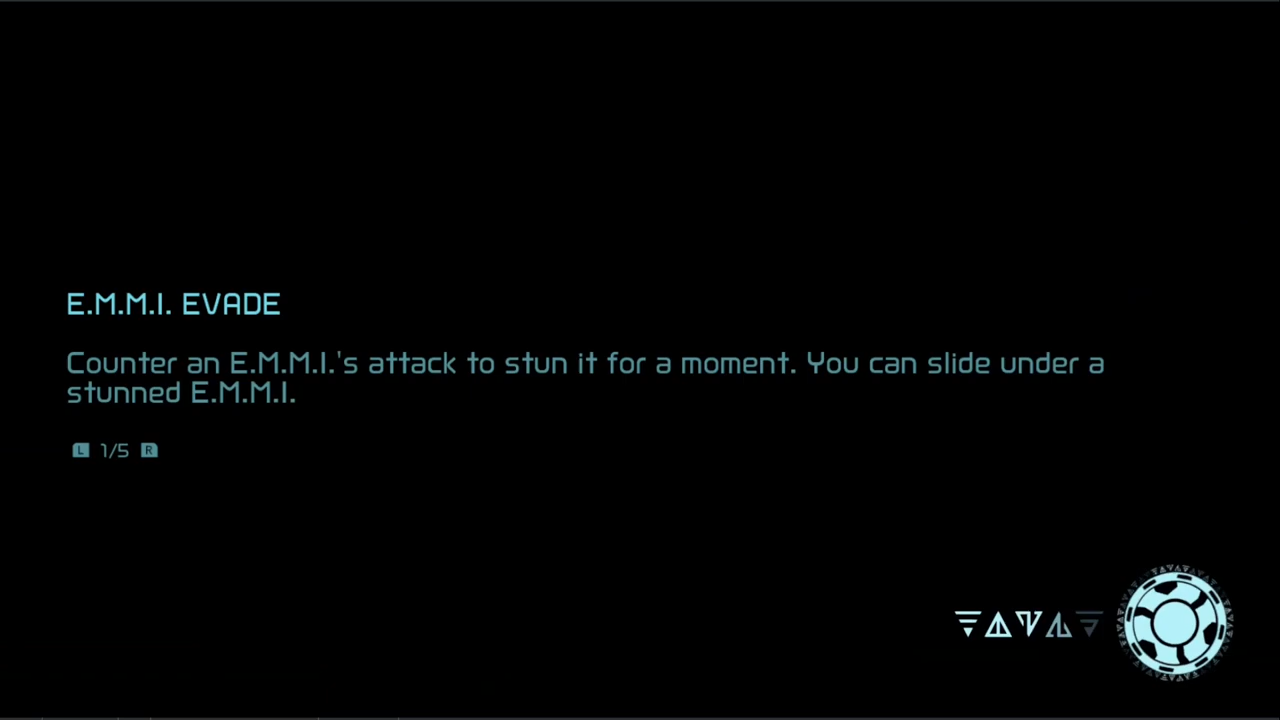 E.M.M.I. EVADE
Counter an E.M.M.I.'s attack to stun it for a moment. You can slide under a
stunned E.M.M.I.
L 1/5 R